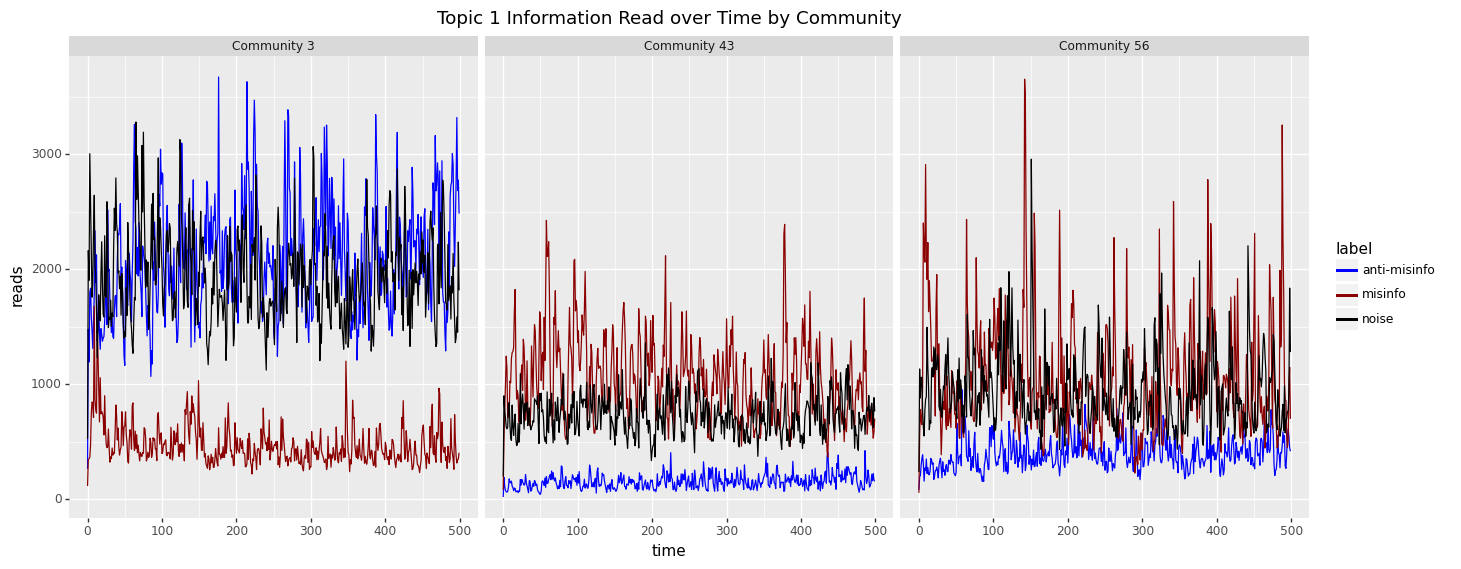 Topic 1 Information Read over Time by Community
Community 3
Community 43
Community 56
reads
3000
2000
1000
0
0 100 200 300 400 500
0 100 200 300 400 500
0 100 200 300 400 500
time
label
anti-misinfo
misinfo
noise